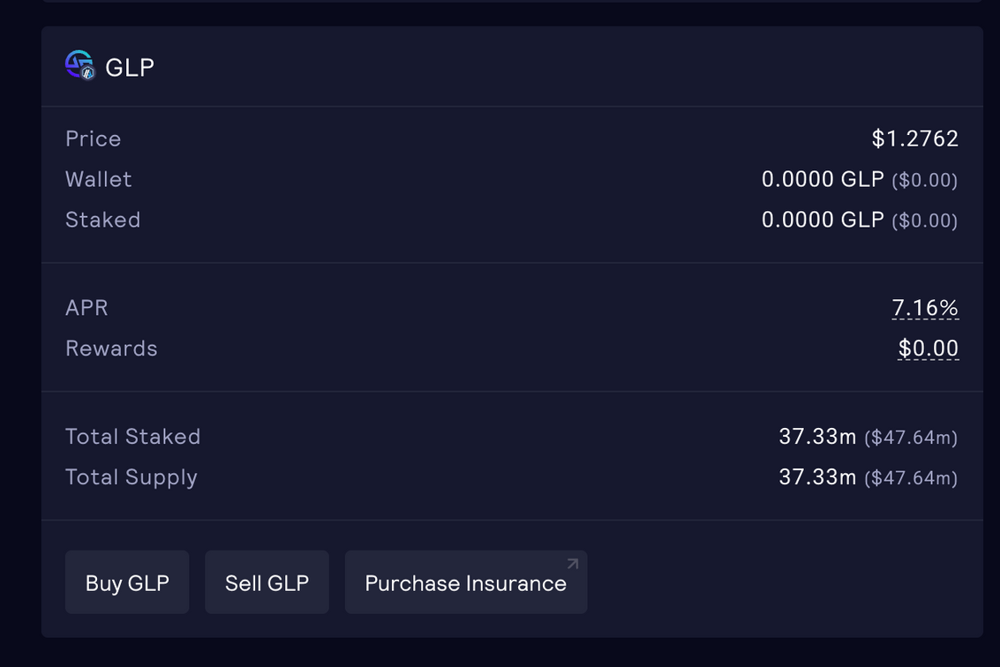 GLP
Price $1.2762
Wallet 0.0000 GLP ($0.00)
Staked 0.0000 GLP ($0.00)
APR 7.16%
Rewards $0.00
Total Staked 37.33m ($47.64m)
Total Supply 37.33m ($47.64m)
Buy GLP Sell GLP Purchase Insurance